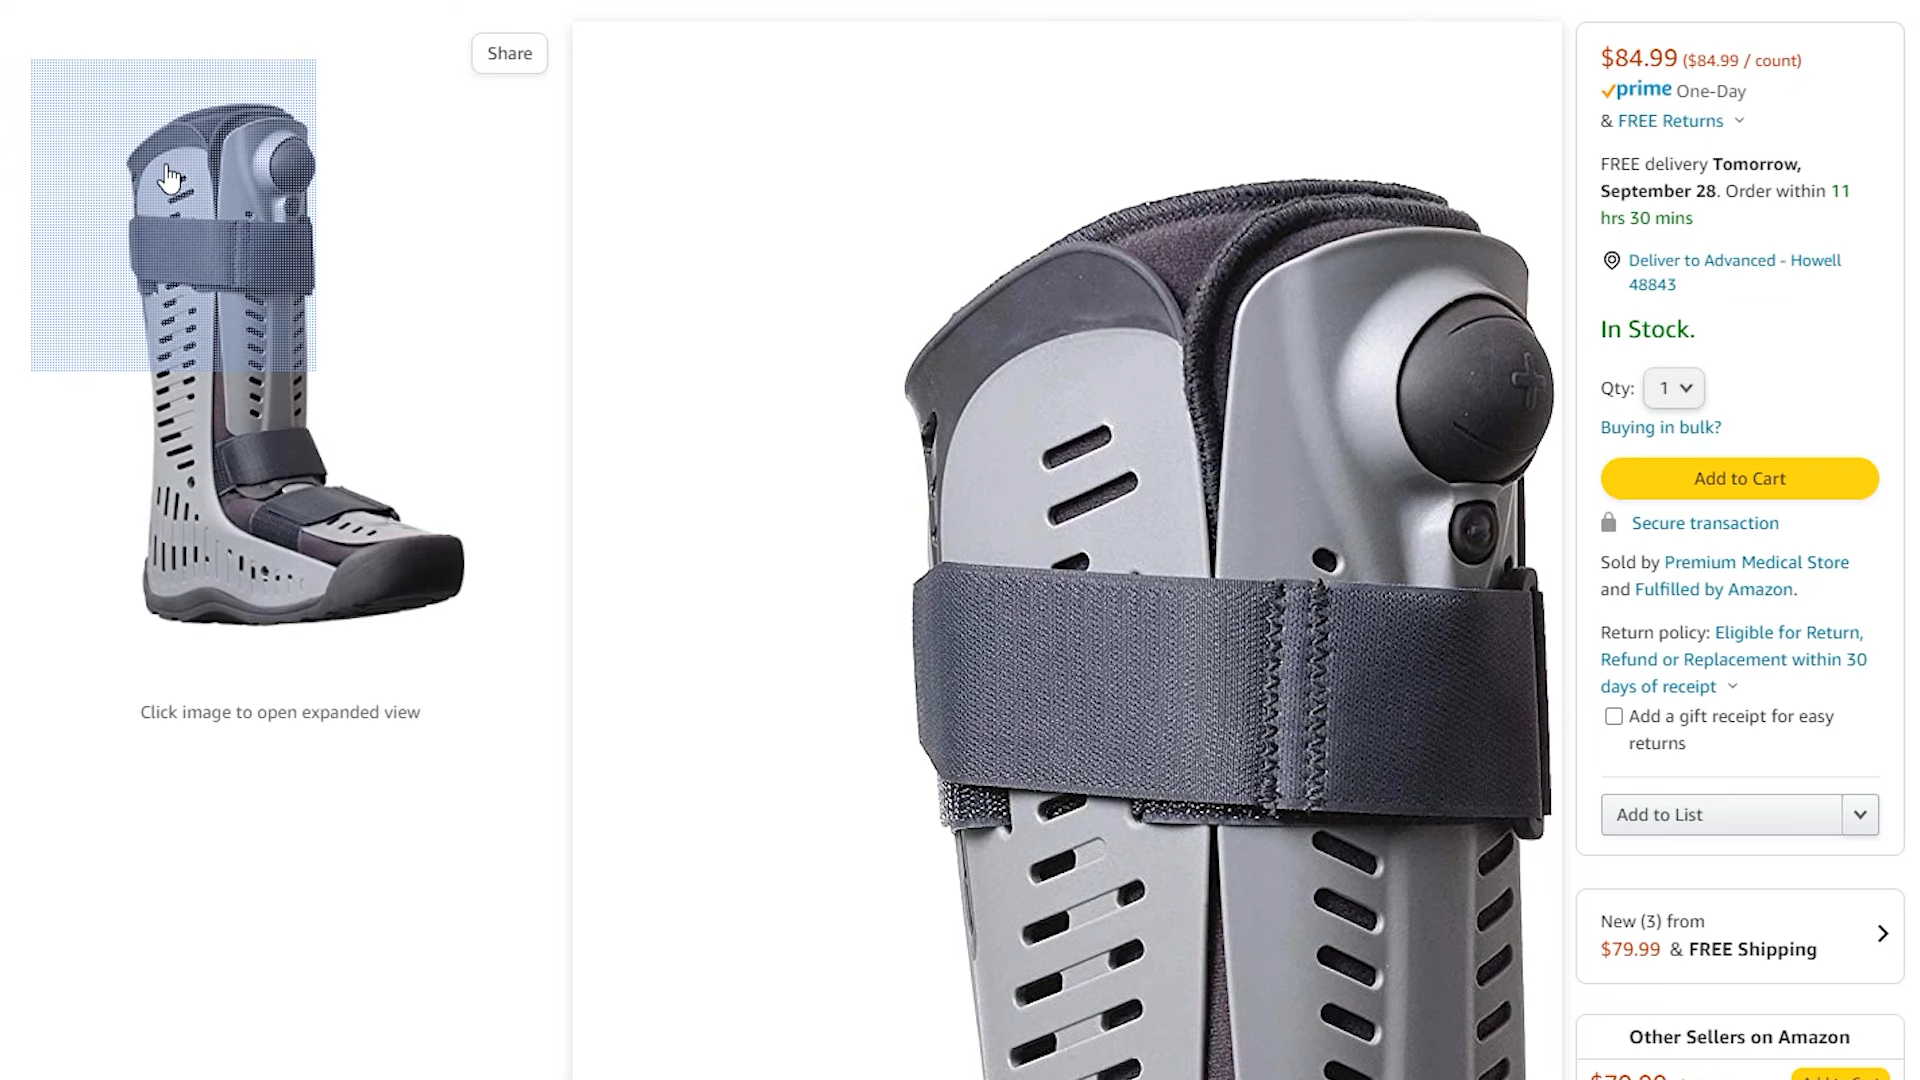 Share
Click image to open expanded view
$84.99 ($84.99 / count)
prime One-Day
& FREE Returns
FREE delivery Tomorrow,
September 28. Order within 11
hrs 30 mins
Deliver to Advanced - Howell
48843
In Stock.
Qty: 1
Buying in bulk?
Add to Cart
Secure transaction
Sold by Premium Medical Store
and Fulfilled by Amazon.
Return policy: Eligible for Return,
Refund or Replacement within 30
days of receipt
Add a gift receipt for easy
returns
Add to List
New (3) from
$79.99 & FREE Shipping
Other Sellers on Amazon